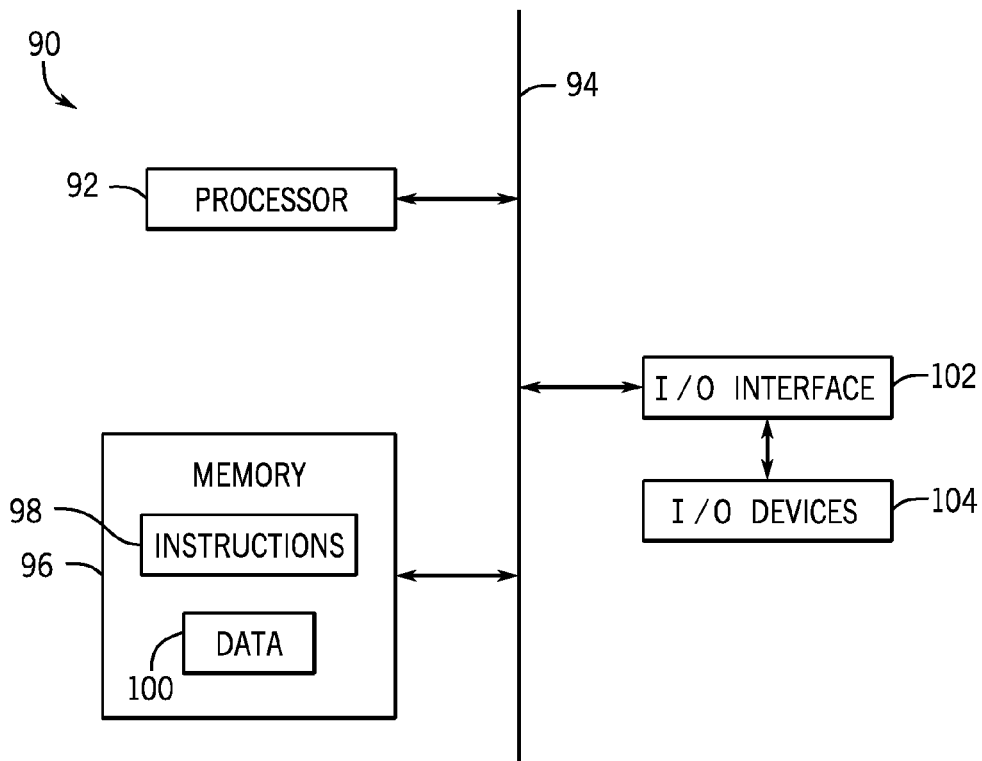 90
94
92
PROCESSOR
I/O INTERFACE
102
MEMORY
I/O DEVICES
104
98
INSTRUCTIONS
96
DATA
100